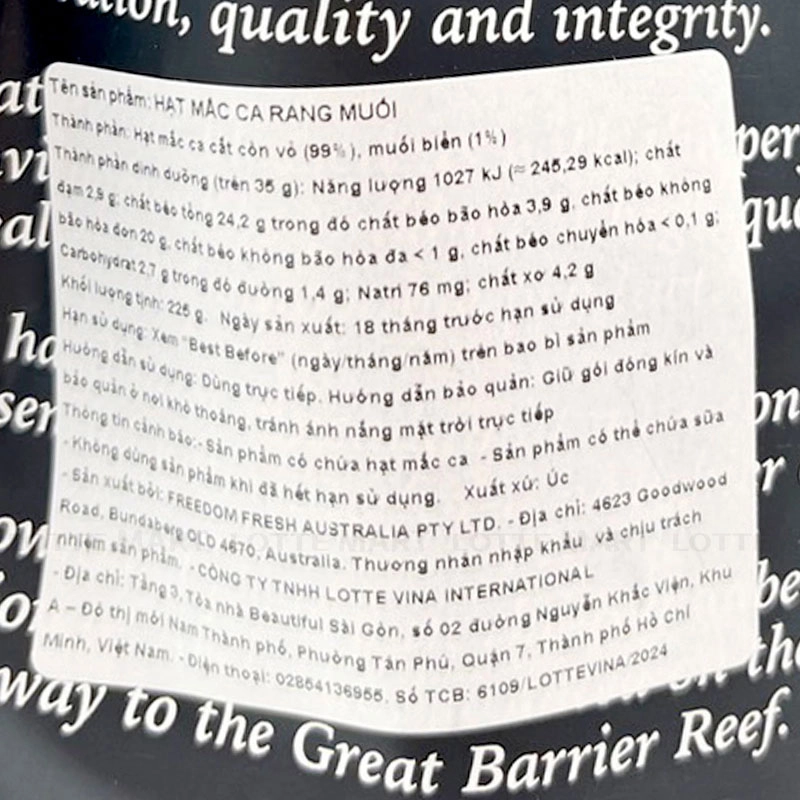 ation, quality and integrity.
Tên sản phẩm: HẠT MẮC CA RANG MUỐI
Thành phần: Hạt mắc ca cắt còn vỏ (99%), muối biển (1%)
Thành phần dinh dưỡng (trên 35 g): Năng lượng 1027 kJ (≈ 245,29 kcal); chất
đạm 2,9 g; chất béo tổng 24,2 g trong đó chất béo bão hòa 3,9 g, chất béo không
bão hòa đơn 20 g, chất béo không bão hòa đa < 1 g, chất béo chuyển hóa < 0,1 g;
Carbohydrat 2,7 g trong đó đường 1,4 g; Natri 76 mg; chất xơ 4,2 g
Khối lượng tịnh: 225 g. Ngày sản xuất: 18 tháng trước hạn sử dụng
Hạn sử dụng: Xem "Best Before" (ngày/tháng/năm) trên bao bì sản phẩm
Hướng dẫn sử dụng: Dùng trực tiếp. Hướng dẫn bảo quản: Giữ gói đóng kín và
bảo quản ở nơi khô thoáng, tránh ánh nắng mặt trời trực tiếp
Thông tin cảnh báo:- Sản phẩm có chứa hạt mắc ca - Sản phẩm có thể chứa sữa
- Không dùng sản phẩm khi đã hết hạn sử dụng. Xuất xứ: Úc
- Sản xuất bởi: FREEDOM FRESH AUSTRALIA PTY LTD. - Địa chỉ: 4623 Goodwood
Road, Bundaberg QLD 4670, Australia. Thương nhân nhập khẩu và chịu trách
nhiệm sản phẩm. - CÔNG TY TNHH LOTTE VINA INTERNATIONAL
- Địa chỉ: Tầng 3, Tòa nhà Beautiful Sài Gòn, số 02 đường Nguyễn Khắc Viện, Khu
A – Đô thị mới Nam Thành phố, Phường Tân Phú, Quận 7, Thành phố Hồ Chí
Minh, Việt Nam. - Điện thoại: 02854136955. Số TCB: 6109/LOTTEVINA/2024
way to the Great Barrier Reef.